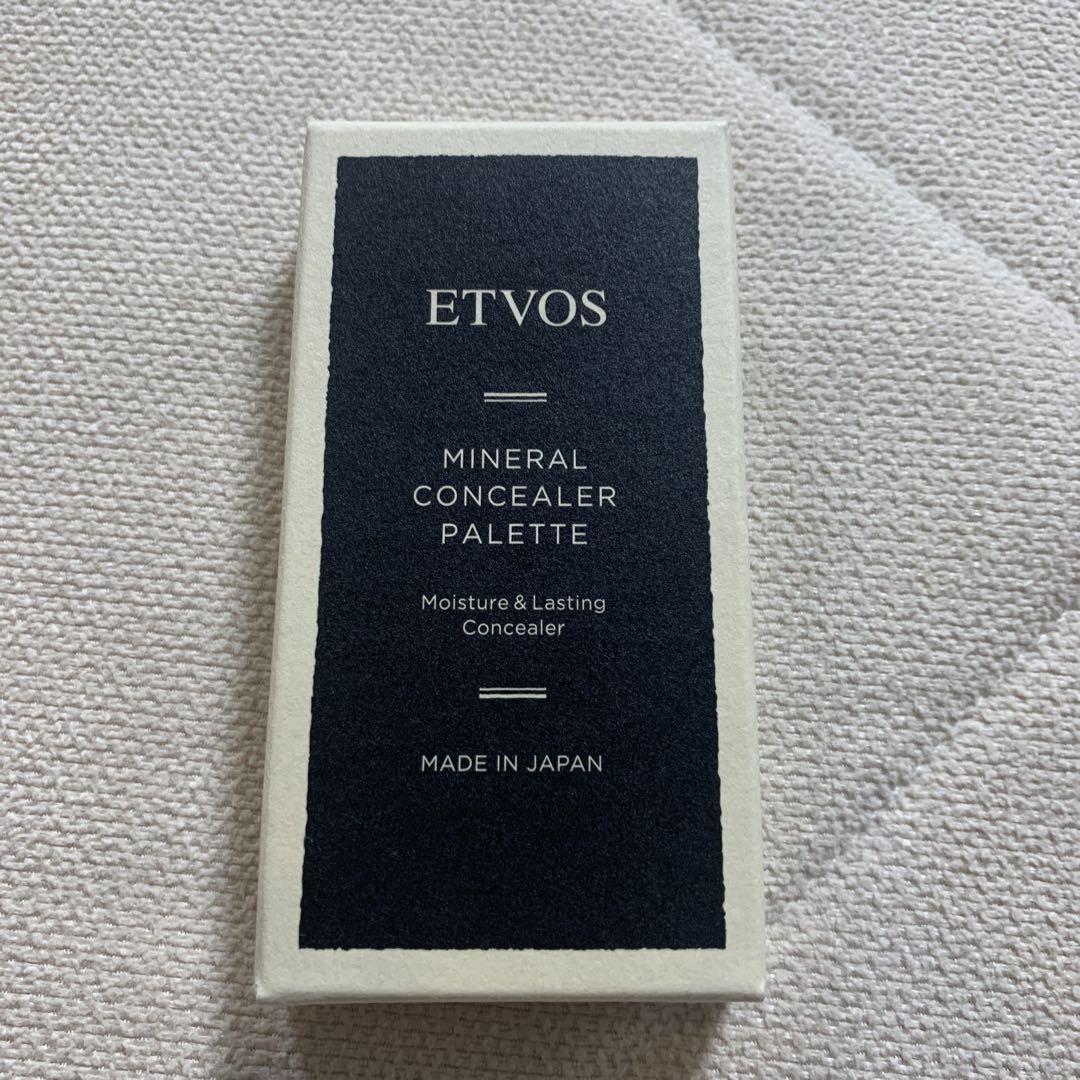 ETVOS
MINERAL
CONCEALER
PALETTE
Moisture & Lasting
Concealer
MADE IN JAPAN